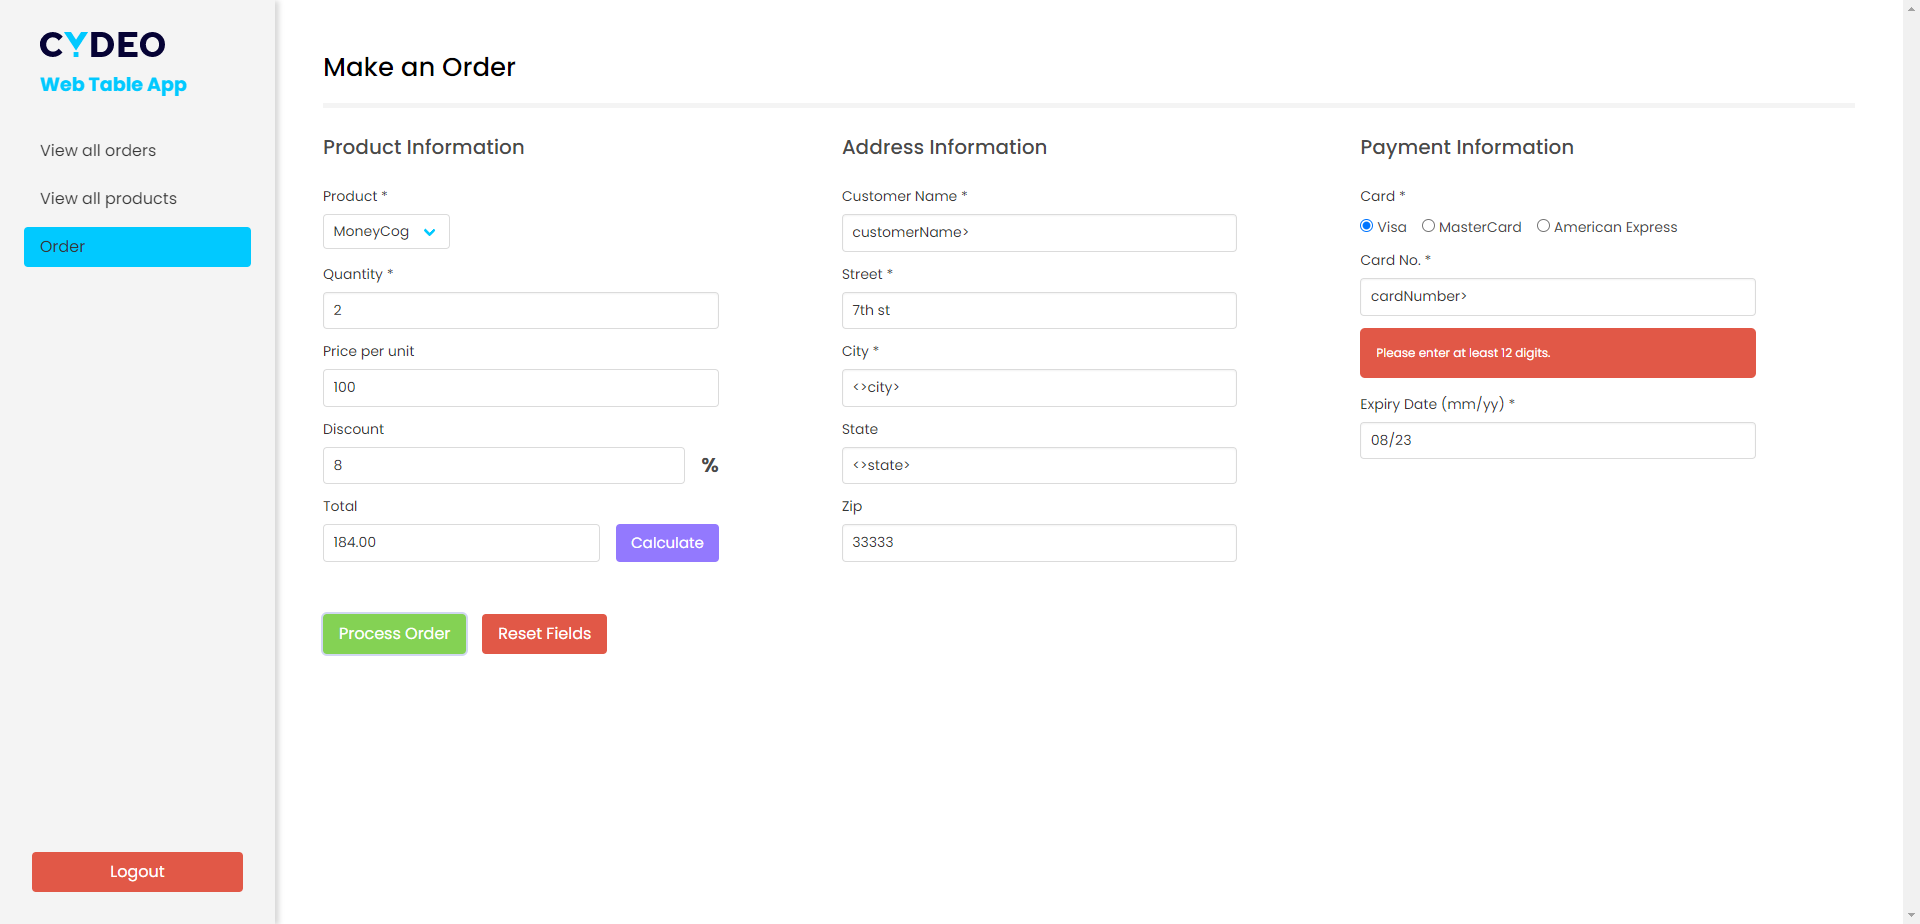 CYDEO
Web Table App
View all orders
View all products
Order
Logout
Make an Order
Product Information
Product *
MoneyCog
Quantity *
2
Price per unit
100
Discount
8
%
Total
184.00
Calculate
Process Order
Reset Fields
Address Information
Customer Name *
customerName>
Street *
7th st
City *
<>city>
State
<>state>
Zip
33333
Payment Information
Card *
Visa MasterCard American Express
Card No. *
cardNumber>
Please enter at least 12 digits.
Expiry Date (mm/yy) *
08/23